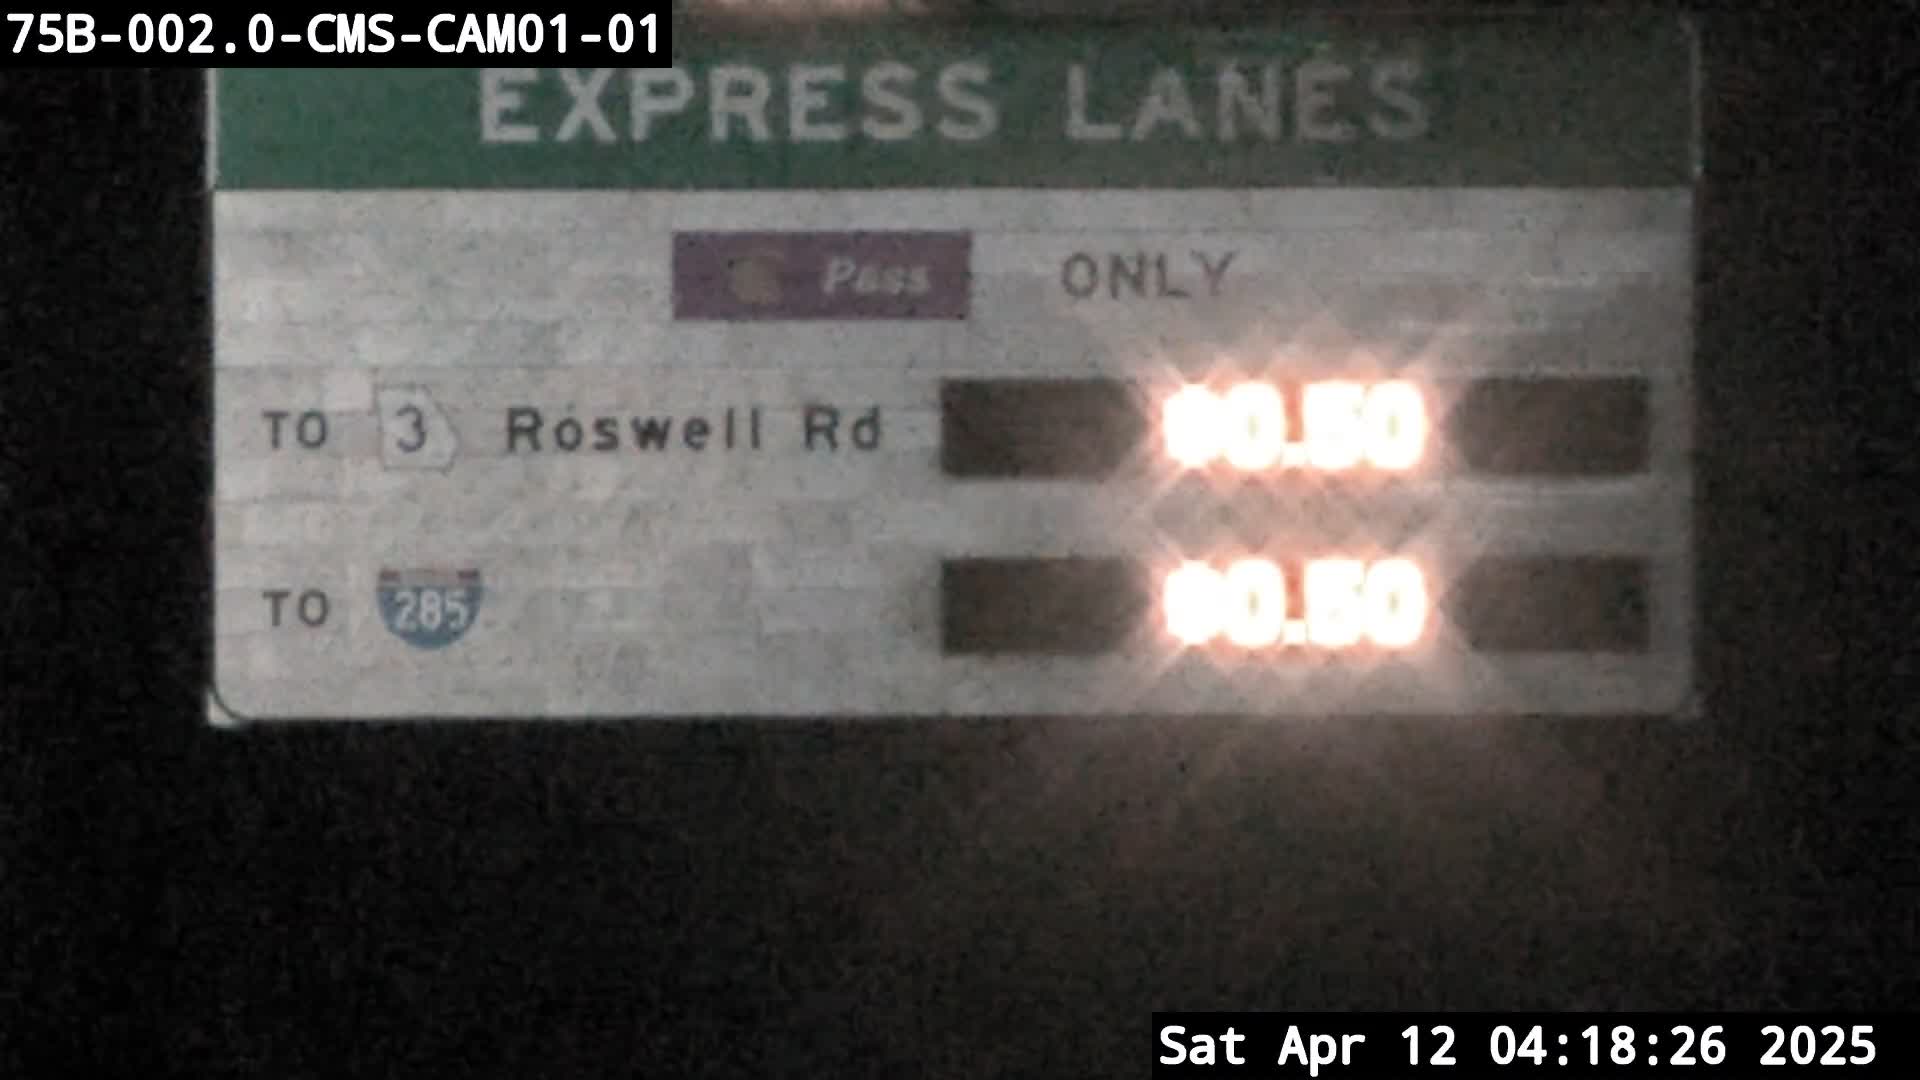 75B-002.0-CMS-CAM01-01
EXPRESS LANES
Pass ONLY
TO 3 Roswell Rd $0.50
TO 285 $0.50
Sat Apr 12 04:18:26 2025